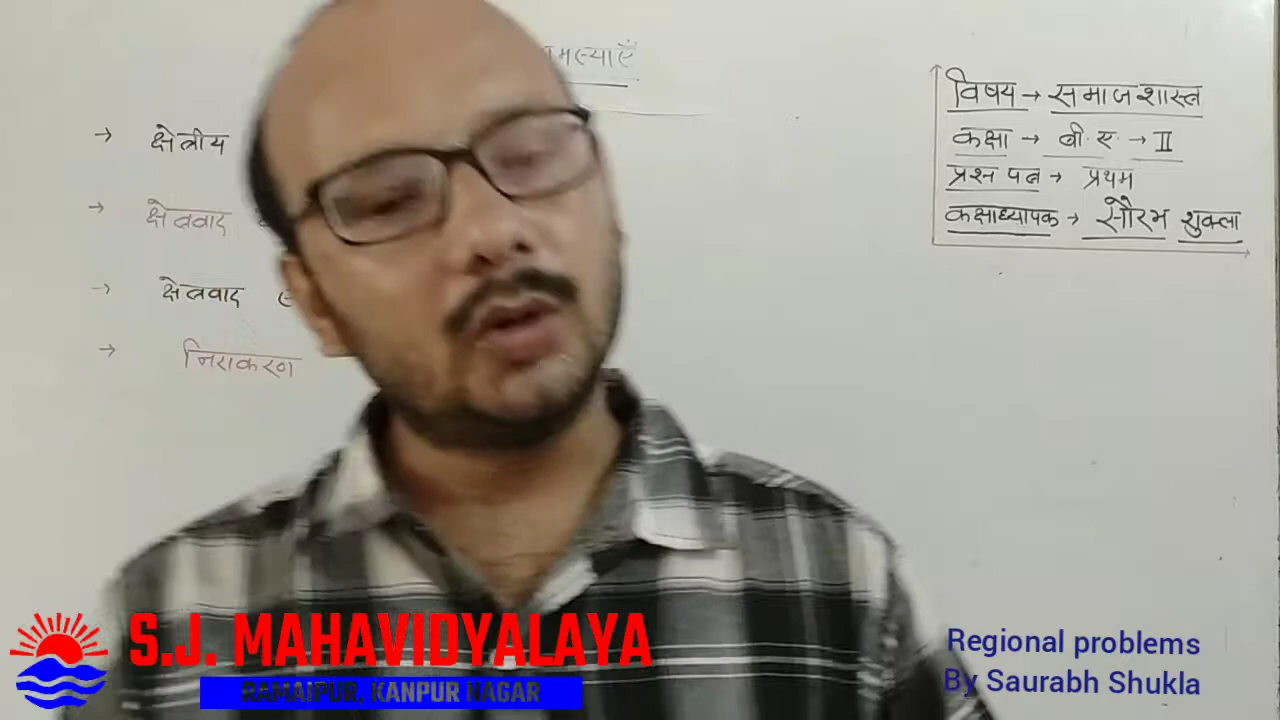 → क्षेत्रीय
→ क्षेत्रवाद
→ क्षेत्रवाद
→ निराकरण
विषय → समाजशास्त्र
कक्षा → बी.ए. → II
प्रश्न पत्र → प्रथम
कक्षाध्यापक → सौरभ शुक्ला
S.J. MAHAVIDYALAYA
RAMAIPUR, KANPUR NAGAR
Regional problems
By Saurabh Shukla